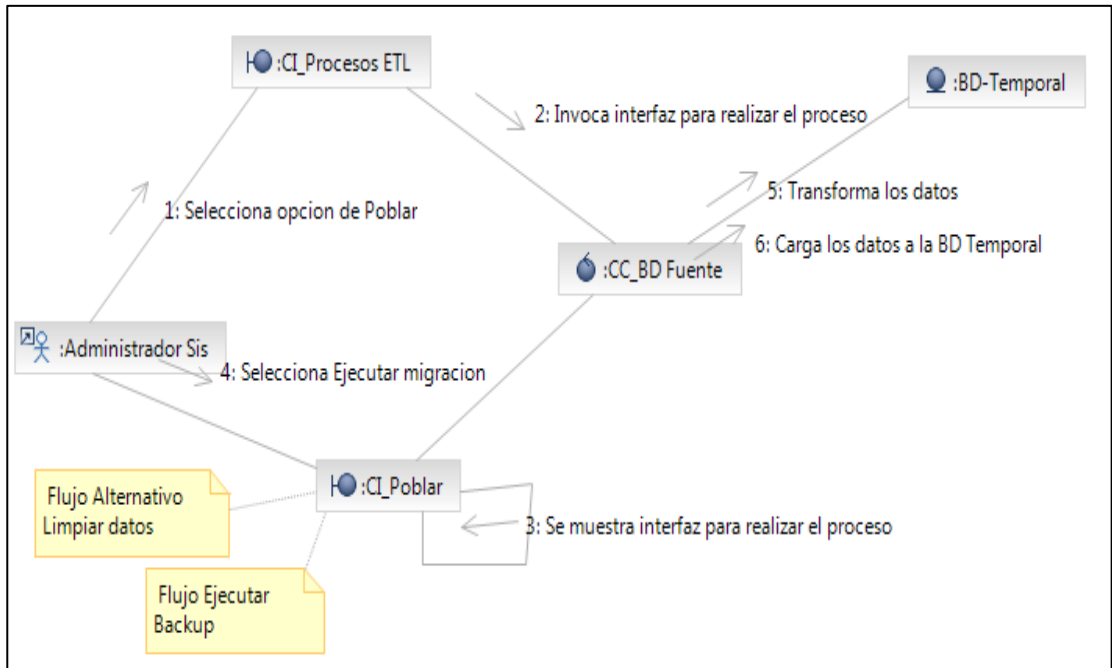 :CI_Procesos ETL
:BD-Temporal
2: Invoca interfaz para realizar el proceso
5: Transforma los datos
1: Selecciona opcion de Poblar
6: Carga los datos a la BD Temporal
:CC_BD Fuente
:Administrador Sis
4: Selecciona Ejecutar migracion
:CI_Poblar
Flujo Alternativo
Limpiar datos
3: Se muestra interfaz para realizar el proceso
Flujo Ejecutar
Backup